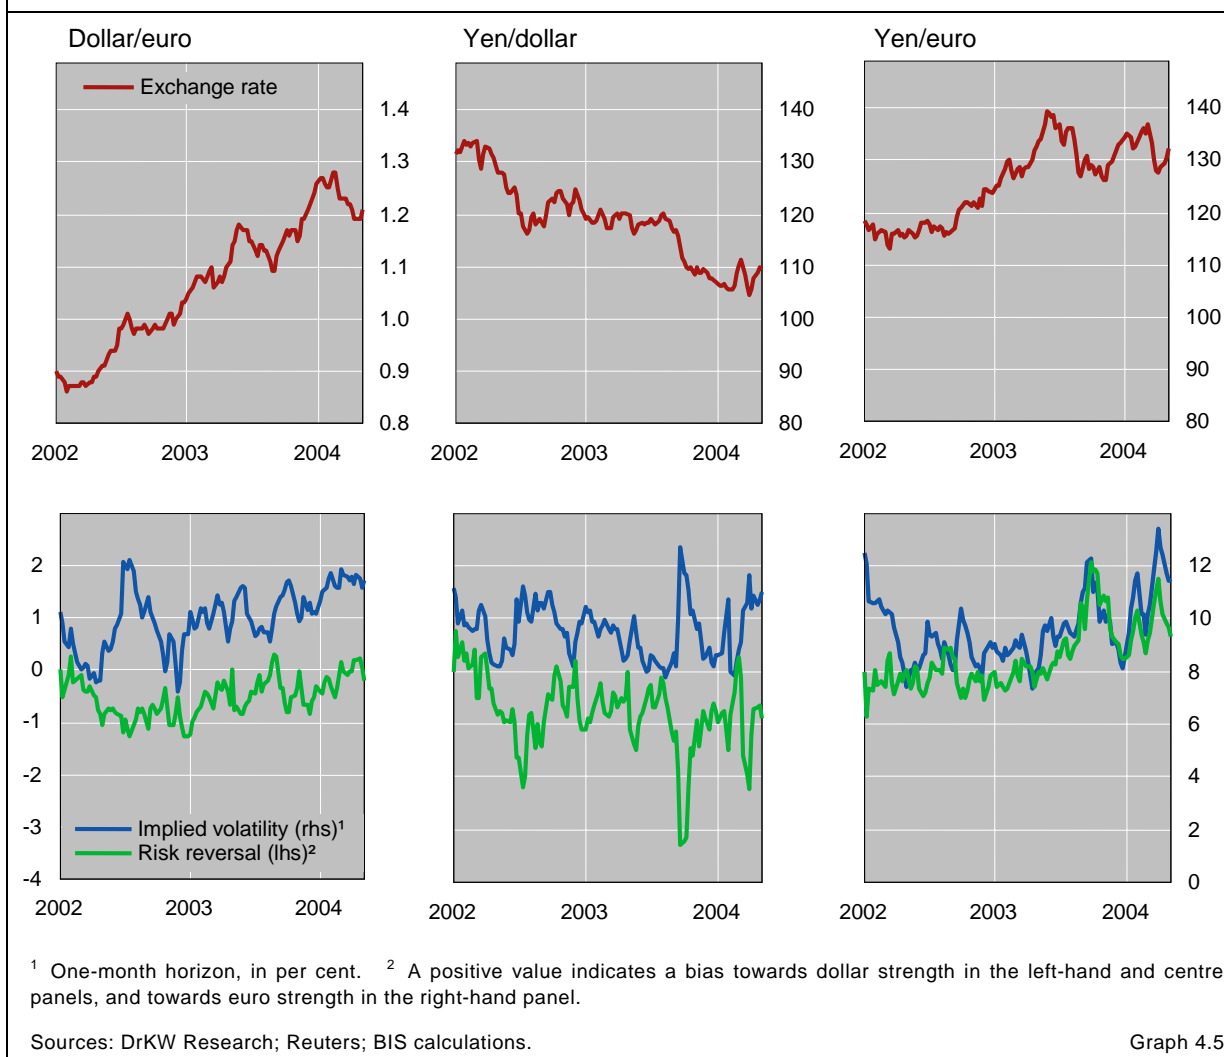 Dollar/euro
Yen/dollar
Yen/euro
Exchange rate
1.4
1.3
1.2
1.1
1.0
0.9
0.8
2002 2003 2004
140
130
120
110
100
90
80
2002 2003 2004
140
130
120
110
100
90
80
2002 2003 2004
2
1
0
-1
-2
-3
-4
Implied volatility (rhs)¹
Risk reversal (lhs)²
2002 2003 2004
2002 2003 2004
12
10
8
6
4
2
0
2002 2003 2004
¹ One-month horizon, in per cent. ² A positive value indicates a bias towards dollar strength in the left-hand and centre
panels, and towards euro strength in the right-hand panel.
Sources: DrKW Research; Reuters; BIS calculations. Graph 4.5